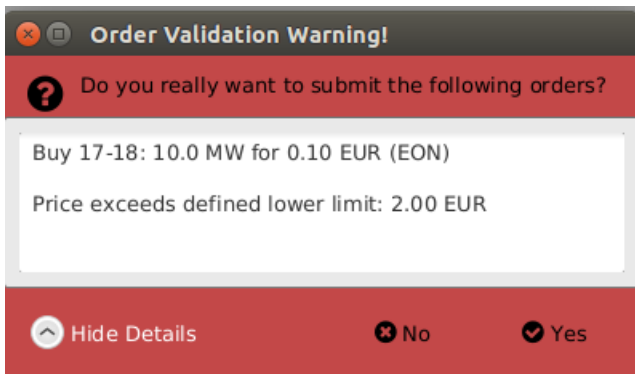 Order Validation Warning!
Do you really want to submit the following orders?
Buy 17-18: 10.0 MW for 0.10 EUR (EON)
Price exceeds defined lower limit: 2.00 EUR
Hide Details
No
Yes